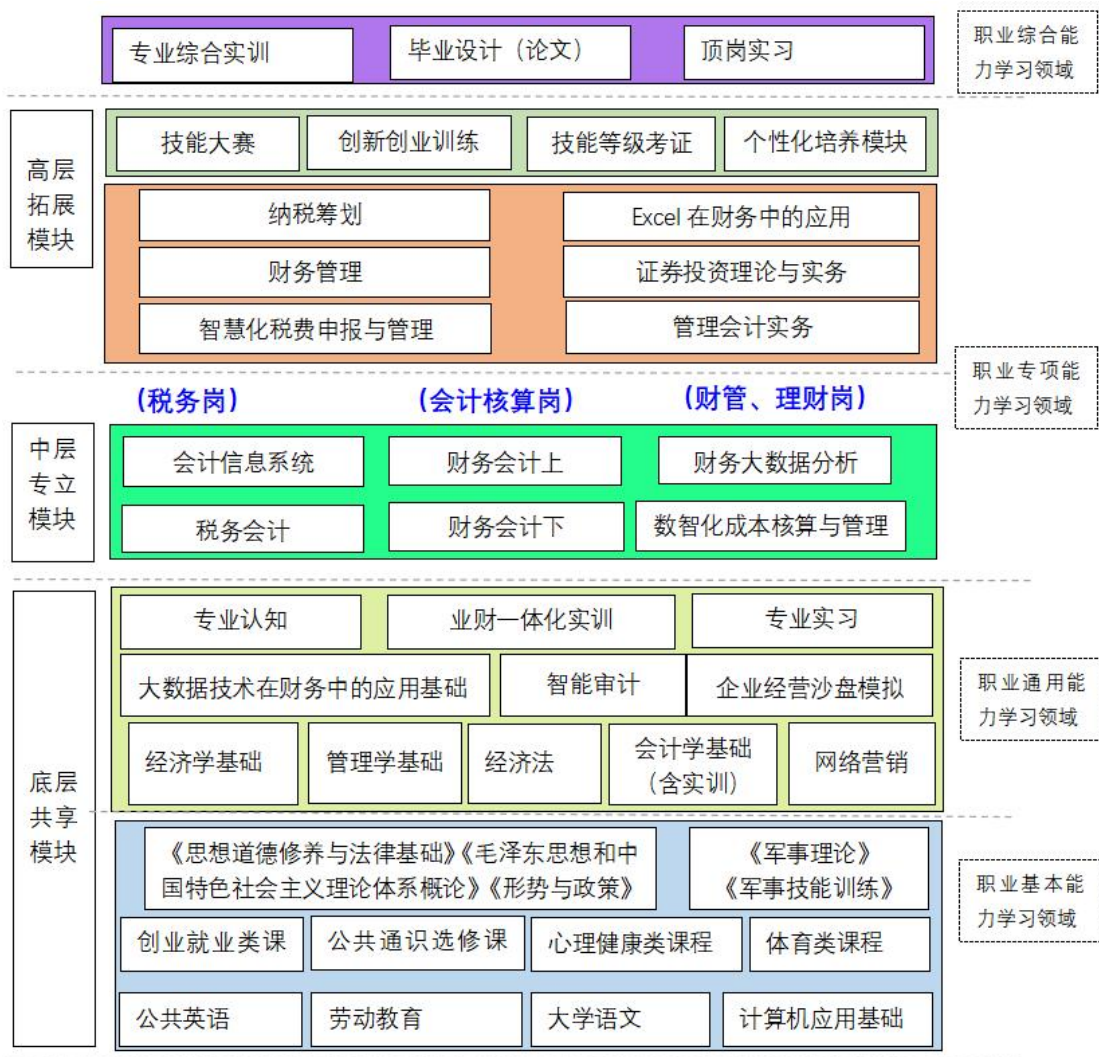 专业综合实训
毕业设计（论文）
顶岗实习
职业综合能
力学习领域
高层
拓展
模块
技能大赛
创新创业训练
技能等级考证
个性化培养模块
纳税筹划
Excel 在财务中的应用
财务管理
证券投资理论与实务
智慧化税费申报与管理
管理会计实务
职业专项能
力学习领域
(税务岗)
(会计核算岗)
(财管、理财岗)
中层
专立
模块
会计信息系统
财务会计上
财务大数据分析
税务会计
财务会计下
数智化成本核算与管理
底层
共享
模块
专业认知
业财一体化实训
专业实习
大数据技术在财务中的应用基础
智能审计
企业经营沙盘模拟
职业通用能
力学习领域
经济学基础
管理学基础
经济法
会计学基础
（含实训）
网络营销
《思想道德修养与法律基础》《毛泽东思想和中
国特色社会主义理论体系概论》《形势与政策》
《军事理论》
《军事技能训练》
职业基本能
力学习领域
创业就业类课
公共通识选修课
心理健康类课程
体育类课程
公共英语
劳动教育
大学语文
计算机应用基础